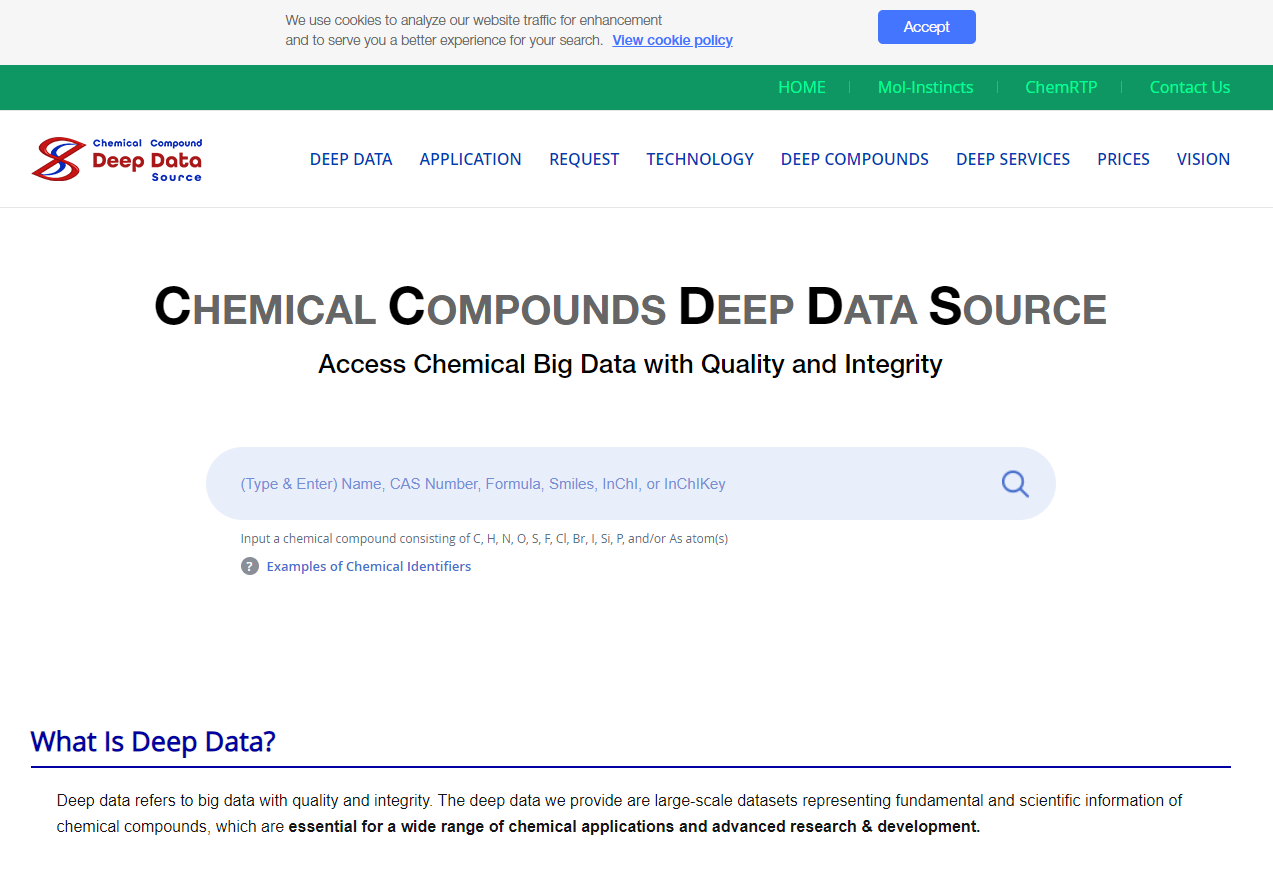 We use cookies to analyze our website traffic for enhancement
and to serve you a better experience for your search. View cookie policy
Accept
HOME
Mol-Instincts
ChemRTP
Contact Us
Chemical Compound
Deep Data
Source
DEEP DATA
APPLICATION
REQUEST
TECHNOLOGY
DEEP COMPOUNDS
DEEP SERVICES
PRICES
VISION
CHEMICAL COMPOUNDS DEEP DATA SOURCE
Access Chemical Big Data with Quality and Integrity
(Type & Enter) Name, CAS Number, Formula, Smiles, InChI, or InChIKey
Input a chemical compound consisting of C, H, N, O, S, F, Cl, Br, I, Si, P, and/or As atom(s)
? Examples of Chemical Identifiers
What Is Deep Data?
Deep data refers to big data with quality and integrity. The deep data we provide are large-scale datasets representing fundamental and scientific information of
chemical compounds, which are essential for a wide range of chemical applications and advanced research & development.